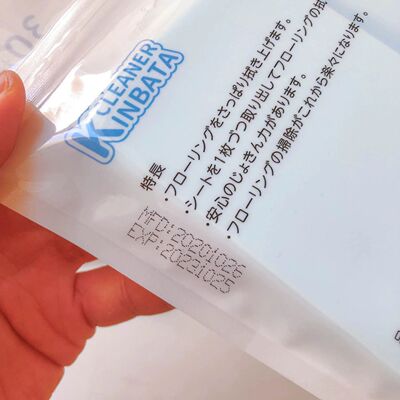 CLEANER
KINBATA
特長
・フローリングをさっぱり拭き上げます。
・シートを1枚づつ取り出してフローリングの拭
・安心のじょきん力があります。
・フローリングの掃除がこれから楽々になります。
MFD:20201026
EXP:20231025
30